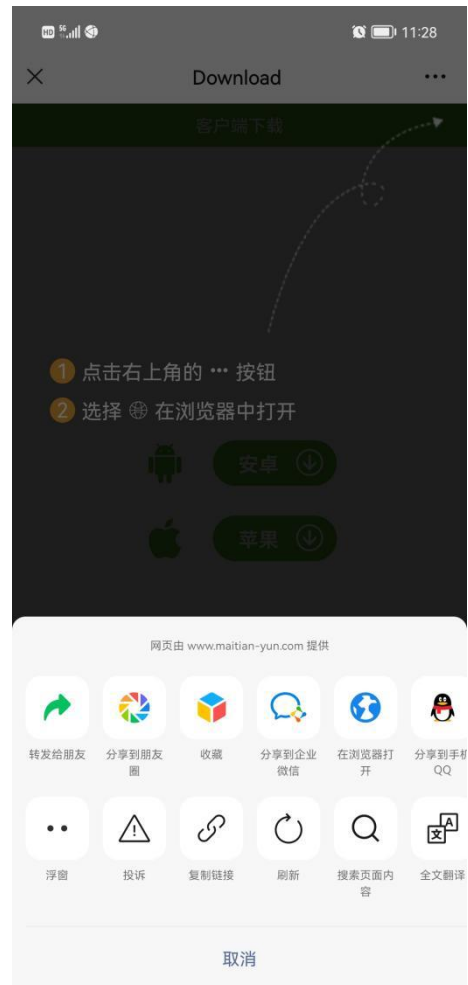 HD 5G 11:28
Download
客户端下载
1 点击右上角的 ··· 按钮
2 选择 在浏览器中打开
安卓
苹果
网页由 www.maitian-yun.com 提供
转发给朋友 分享到朋友 收藏 分享到企业 在浏览器打 分享到手机
圈 微信 开 QQ
浮窗 投诉 复制链接 刷新 搜索页面内 全文翻译
容
取消